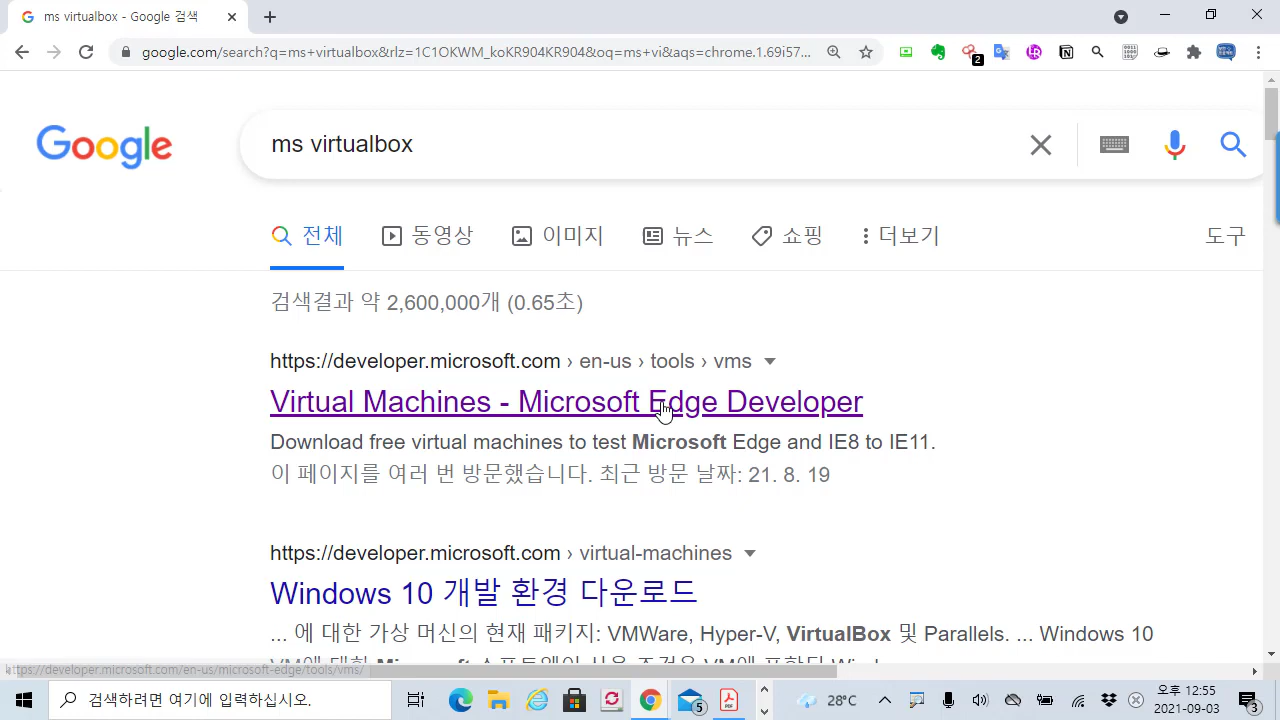 ms virtualbox - Google 검색
google.com/search?q=ms+virtualbox&rlz=1C1OKWM_koKR904KR904&oq=ms+vi&aqs=chrome.1.69i57...
2
Google
ms virtualbox
전체 동영상 이미지 뉴스 쇼핑 더보기 도구
검색결과 약 2,600,000개 (0.65초)
https://developer.microsoft.com › en-us › tools › vms
Virtual Machines - Microsoft Edge Developer
Download free virtual machines to test Microsoft Edge and IE8 to IE11.
이 페이지를 여러 번 방문했습니다. 최근 방문 날짜: 21. 8. 19
https://developer.microsoft.com › virtual-machines
Windows 10 개발 환경 다운로드
... 에 대한 가상 머신의 현재 패키지: VMWare, Hyper-V, VirtualBox 및 Parallels. ... Windows 10
https://developer.microsoft.com/en-us/microsoft-edge/tools/vms/
검색하려면 여기에 입력하십시오.
5
28°C
오후 12:55
2021-09-03
3